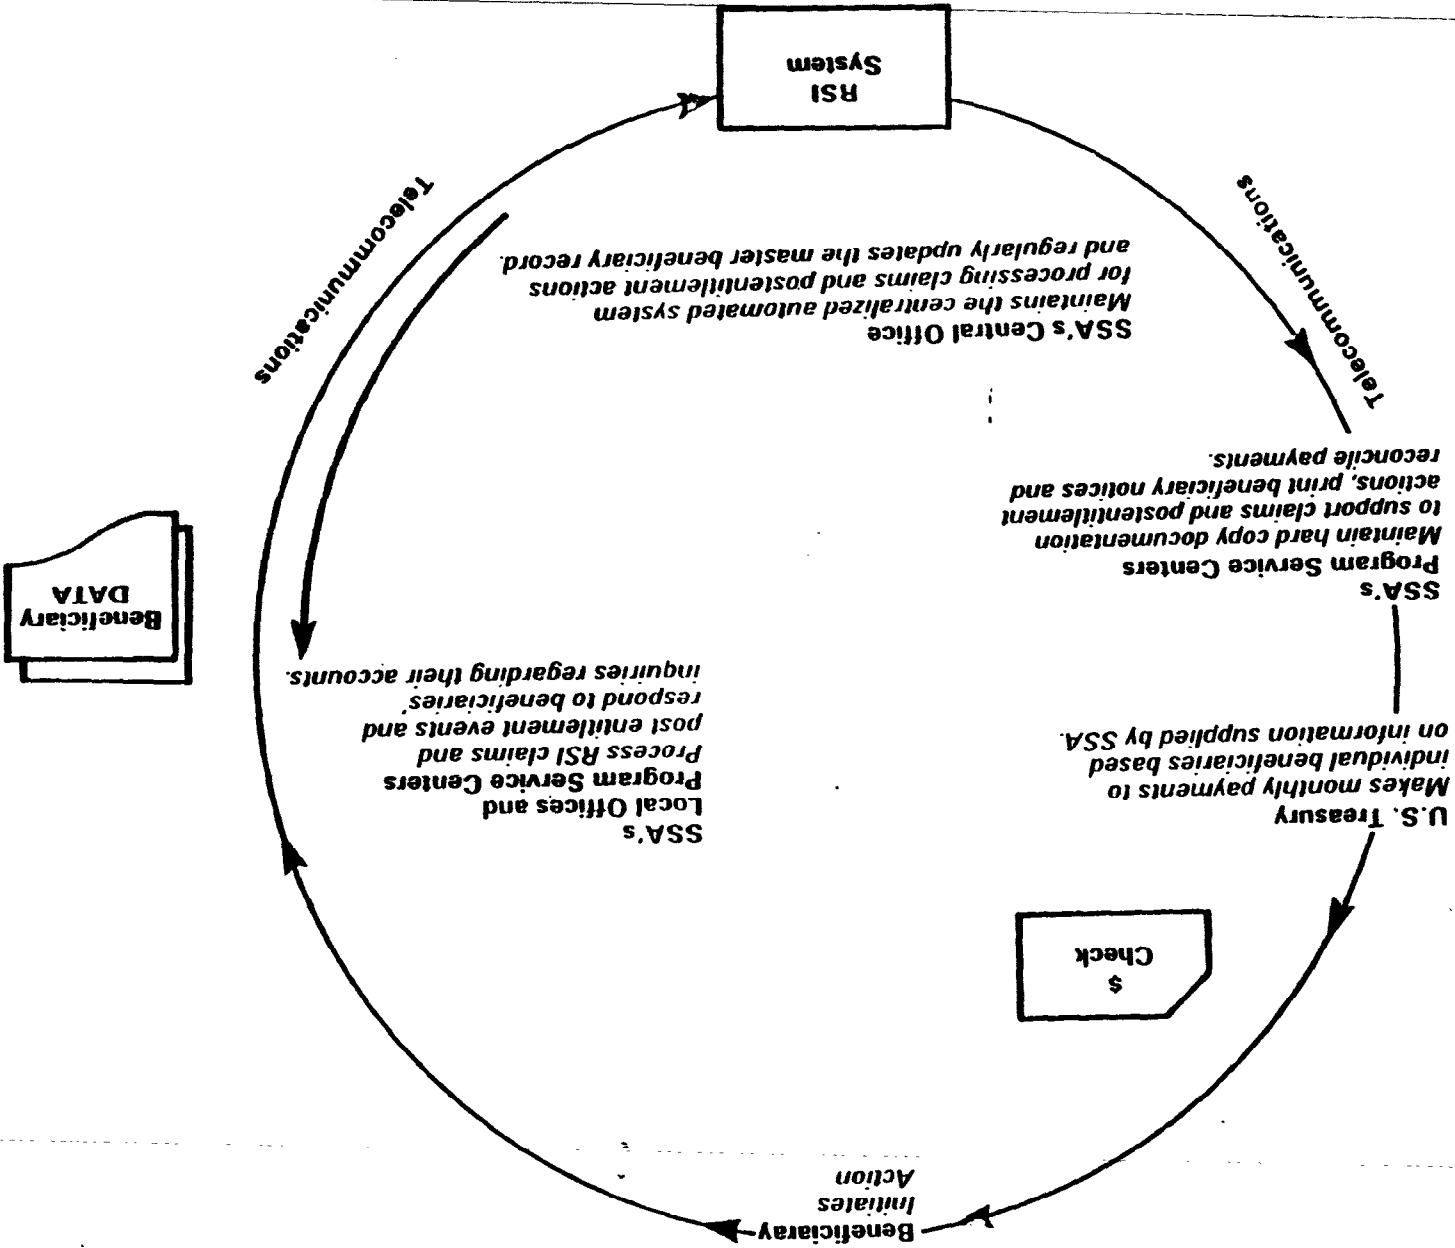 Beneficiaray
Initiates
Action
$
Check
U.S. Treasury
Makes monthly payments to
individual beneficiaries based
on information supplied by SSA.
SSA's
Local Offices and
Program Service Centers
Process RSI claims and
post entitlement events and
respond to beneficiaries'
inquiries regarding their accounts.
Beneficiary
DATA
SSA's
Program Service Centers
Maintain hard copy documentation
to support claims and postentitlement
actions, print beneficiary notices and
reconcile payments.
Telecommunications
SSA's Central Office
Maintains the centralized automated system
for processing claims and postentitlement actions
and regularly updates the master beneficiary record.
Telecommunications
RSI
System